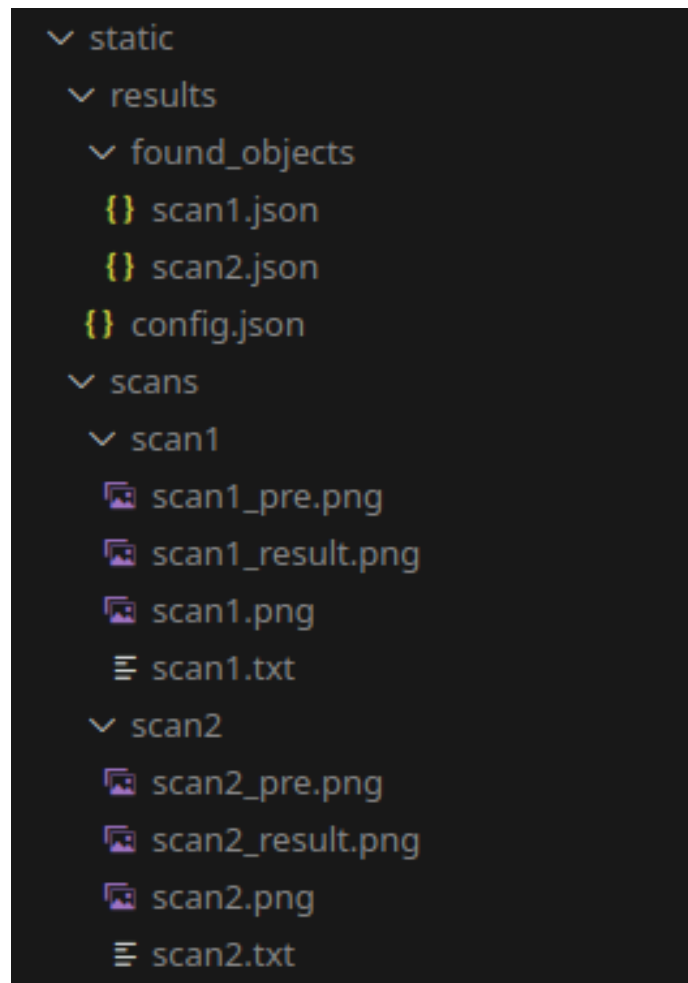 static
results
found_objects
scan1.json
scan2.json
config.json
scans
scan1
scan1_pre.png
scan1_result.png
scan1.png
scan1.txt
scan2
scan2_pre.png
scan2_result.png
scan2.png
scan2.txt